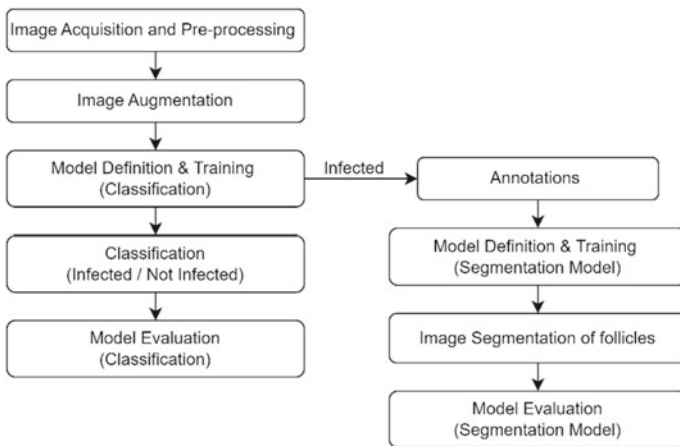 Image Acquisition and Pre-processing
Image Augmentation
Model Definition & Training
(Classification)
Infected
Annotations
Classification
(Infected / Not Infected)
Model Definition & Training
(Segmentation Model)
Model Evaluation
(Classification)
Image Segmentation of follicles
Model Evaluation
(Segmentation Model)